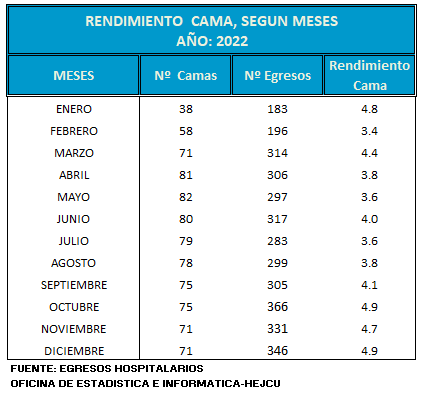 RENDIMIENTO CAMA, SEGUN MESES
AÑO: 2022
MESES Nº Camas Nº Egresos Rendimiento Cama
ENERO 38 183 4.8
FEBRERO 58 196 3.4
MARZO 71 314 4.4
ABRIL 81 306 3.8
MAYO 82 297 3.6
JUNIO 80 317 4.0
JULIO 79 283 3.6
AGOSTO 78 299 3.8
SEPTIEMBRE 75 305 4.1
OCTUBRE 75 366 4.9
NOVIEMBRE 71 331 4.7
DICIEMBRE 71 346 4.9
FUENTE: EGRESOS HOSPITALARIOS
OFICINA DE ESTADISTICA E INFORMATICA-HEJCU